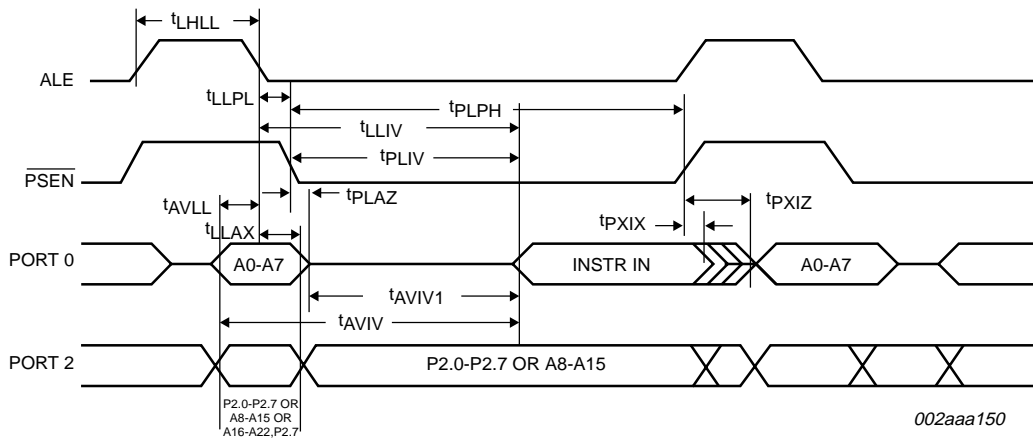 tLHLL
ALE
tLLPL
tPLPH
tLLIV
PSEN
tPLIV
tPLAZ
tAVLL
tPXIZ
tLLAX
tPXIX
PORT 0
A0-A7
INSTR IN
A0-A7
tAVIV1
tAVIV
PORT 2
P2.0-P2.7 OR A8-A15
P2.0-P2.7 OR
A8-A15 OR
A16-A22,P2.7
002aaa150